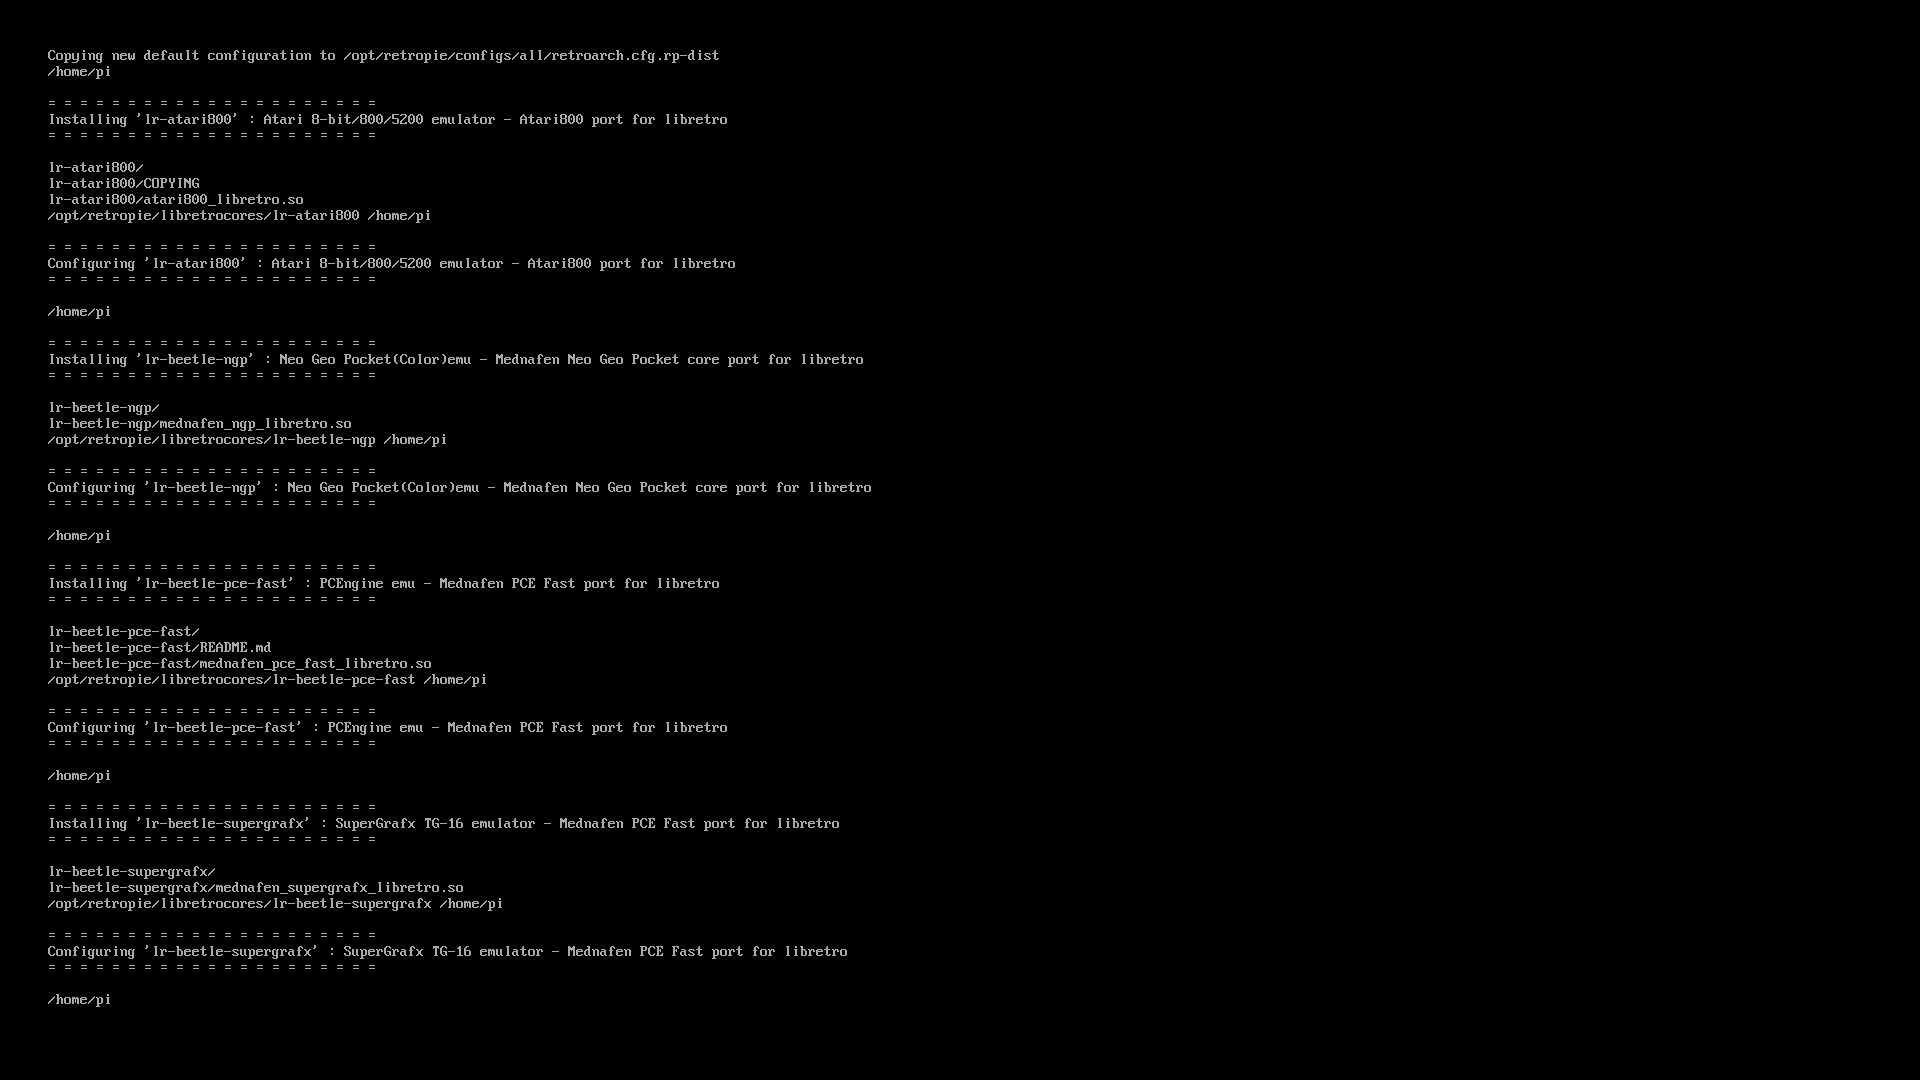 Copying new default configuration to /opt/retropie/configs/all/retroarch.cfg.rp-dist
/home/pi
= = = = = = = = = = = = = = = = = = = = =
Installing 'lr-atari800' : Atari 8-bit/800/5200 emulator - Atari800 port for libretro
= = = = = = = = = = = = = = = = = = = = =
lr-atari800/
lr-atari800/COPYING
lr-atari800/atari800_libretro.so
/opt/retropie/libretrocores/lr-atari800 /home/pi
= = = = = = = = = = = = = = = = = = = = =
Configuring 'lr-atari800' : Atari 8-bit/800/5200 emulator - Atari800 port for libretro
= = = = = = = = = = = = = = = = = = = = =
/home/pi
= = = = = = = = = = = = = = = = = = = = =
Installing 'lr-beetle-ngp' : Neo Geo Pocket(Color)emu - Mednafen Neo Geo Pocket core port for libretro
= = = = = = = = = = = = = = = = = = = = =
lr-beetle-ngp/
lr-beetle-ngp/mednafen_ngp_libretro.so
/opt/retropie/libretrocores/lr-beetle-ngp /home/pi
= = = = = = = = = = = = = = = = = = = = =
Configuring 'lr-beetle-ngp' : Neo Geo Pocket(Color)emu - Mednafen Neo Geo Pocket core port for libretro
= = = = = = = = = = = = = = = = = = = = =
/home/pi
= = = = = = = = = = = = = = = = = = = = =
Installing 'lr-beetle-pce-fast' : PCEngine emu - Mednafen PCE Fast port for libretro
= = = = = = = = = = = = = = = = = = = = =
lr-beetle-pce-fast/
lr-beetle-pce-fast/README.md
lr-beetle-pce-fast/mednafen_pce_fast_libretro.so
/opt/retropie/libretrocores/lr-beetle-pce-fast /home/pi
= = = = = = = = = = = = = = = = = = = = =
Configuring 'lr-beetle-pce-fast' : PCEngine emu - Mednafen PCE Fast port for libretro
= = = = = = = = = = = = = = = = = = = = =
/home/pi
= = = = = = = = = = = = = = = = = = = = =
Installing 'lr-beetle-supergrafx' : SuperGrafx TG-16 emulator - Mednafen PCE Fast port for libretro
= = = = = = = = = = = = = = = = = = = = =
lr-beetle-supergrafx/
lr-beetle-supergrafx/mednafen_supergrafx_libretro.so
/opt/retropie/libretrocores/lr-beetle-supergrafx /home/pi
= = = = = = = = = = = = = = = = = = = = =
Configuring 'lr-beetle-supergrafx' : SuperGrafx TG-16 emulator - Mednafen PCE Fast port for libretro
= = = = = = = = = = = = = = = = = = = = =
/home/pi